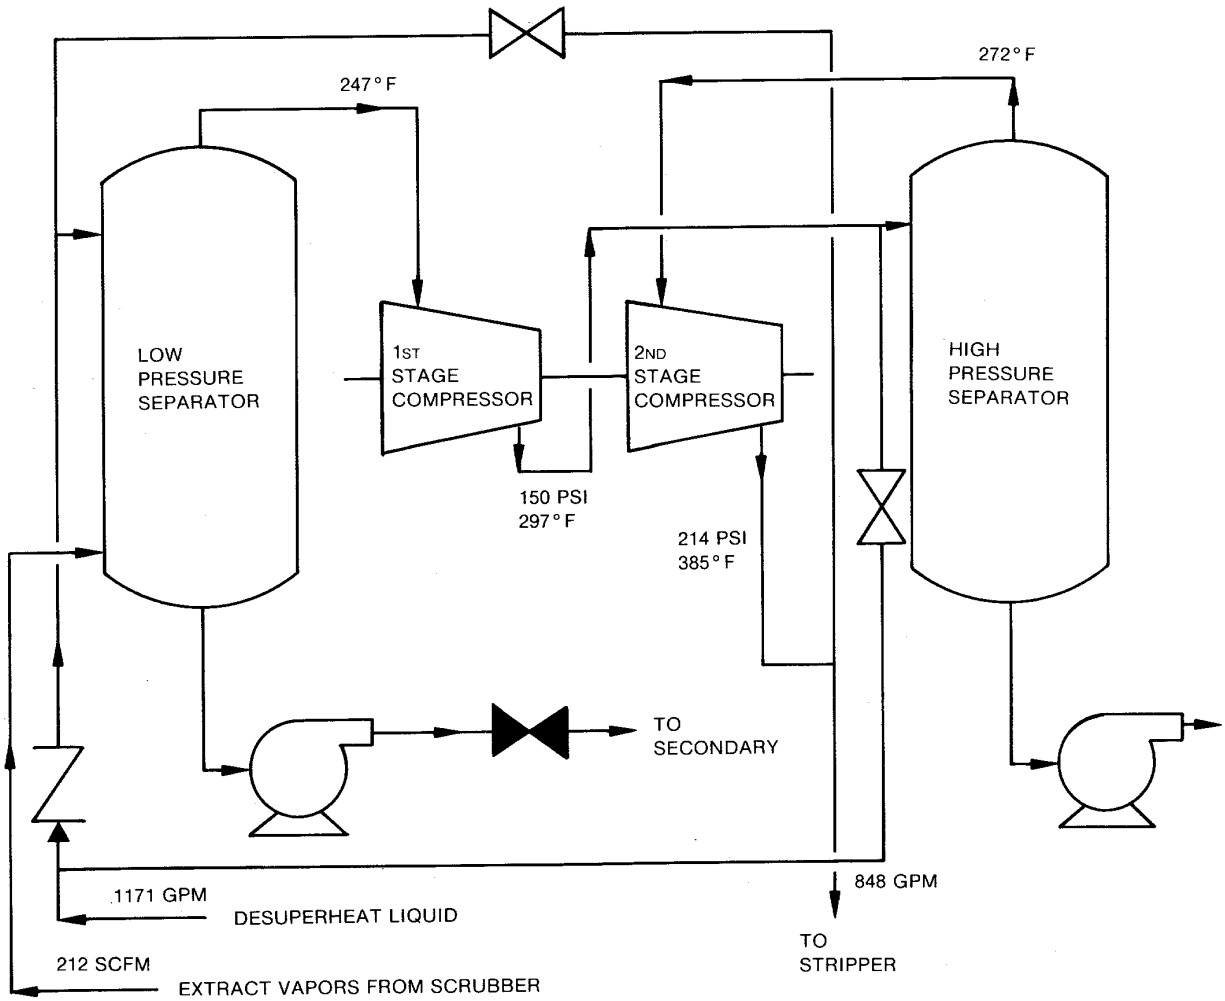 247°F
272°F
LOW
PRESSURE
SEPARATOR
1ST
STAGE
COMPRESSOR
2ND
STAGE
COMPRESSOR
HIGH
PRESSURE
SEPARATOR
150 PSI
297°F
214 PSI
385°F
TO
SECONDARY
848 GPM
1171 GPM
DESUPERHEAT LIQUID
TO
STRIPPER
212 SCFM
EXTRACT VAPORS FROM SCRUBBER